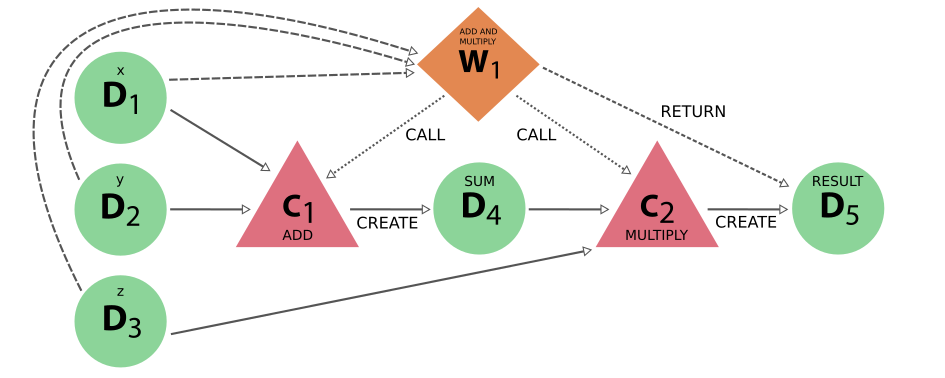 ADD AND
MULTIPLY
W1
x
D1
RETURN
CALL
CALL
y
D2
C1
ADD
CREATE
SUM
D4
C2
MULTIPLY
CREATE
RESULT
D5
z
D3